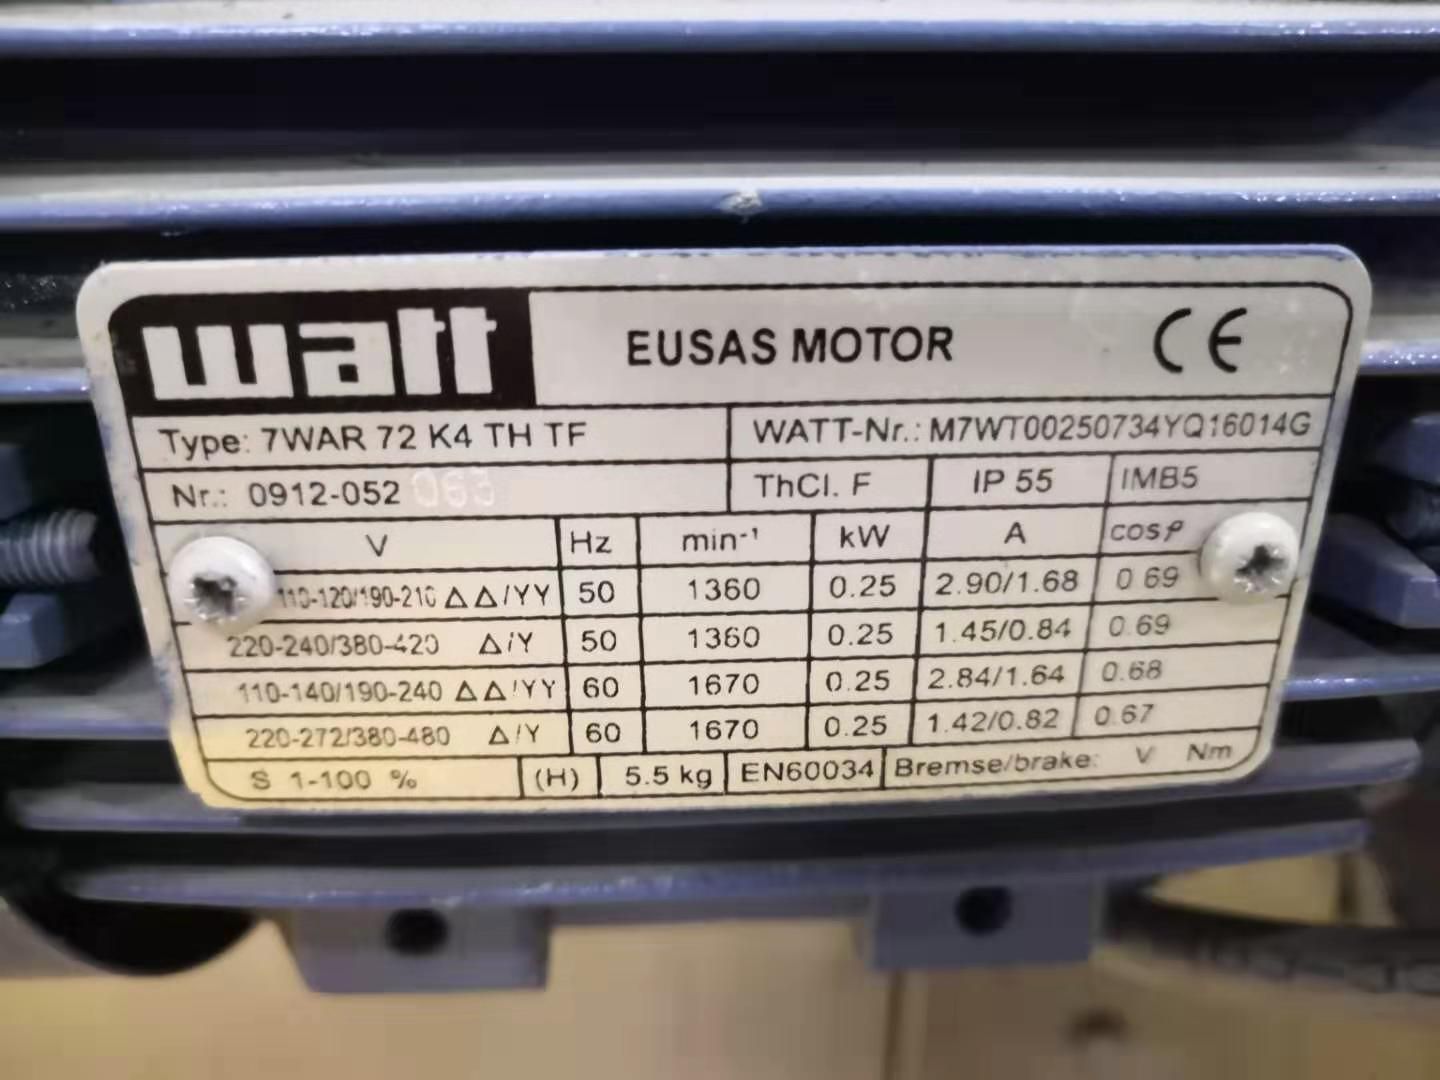 watt EUSAS MOTOR CE
Type: 7WAR 72 K4 TH TF WATT-Nr.: M7WT00250734YQ16014G
Nr.: 0912-052 063 ThCl. F IP 55 IMB5
V Hz min-¹ kW A cosφ
110-120/190-210 ΔΔ/YY 50 1360 0.25 2.90/1.68 0.69
220-240/380-420 Δ/Y 50 1360 0.25 1.45/0.84 0.69
110-140/190-240 ΔΔ/YY 60 1670 0.25 2.84/1.64 0.68
220-272/380-480 Δ/Y 60 1670 0.25 1.42/0.82 0.67
S 1-100 % (H) 5.5 kg EN60034 Bremse/brake: V Nm